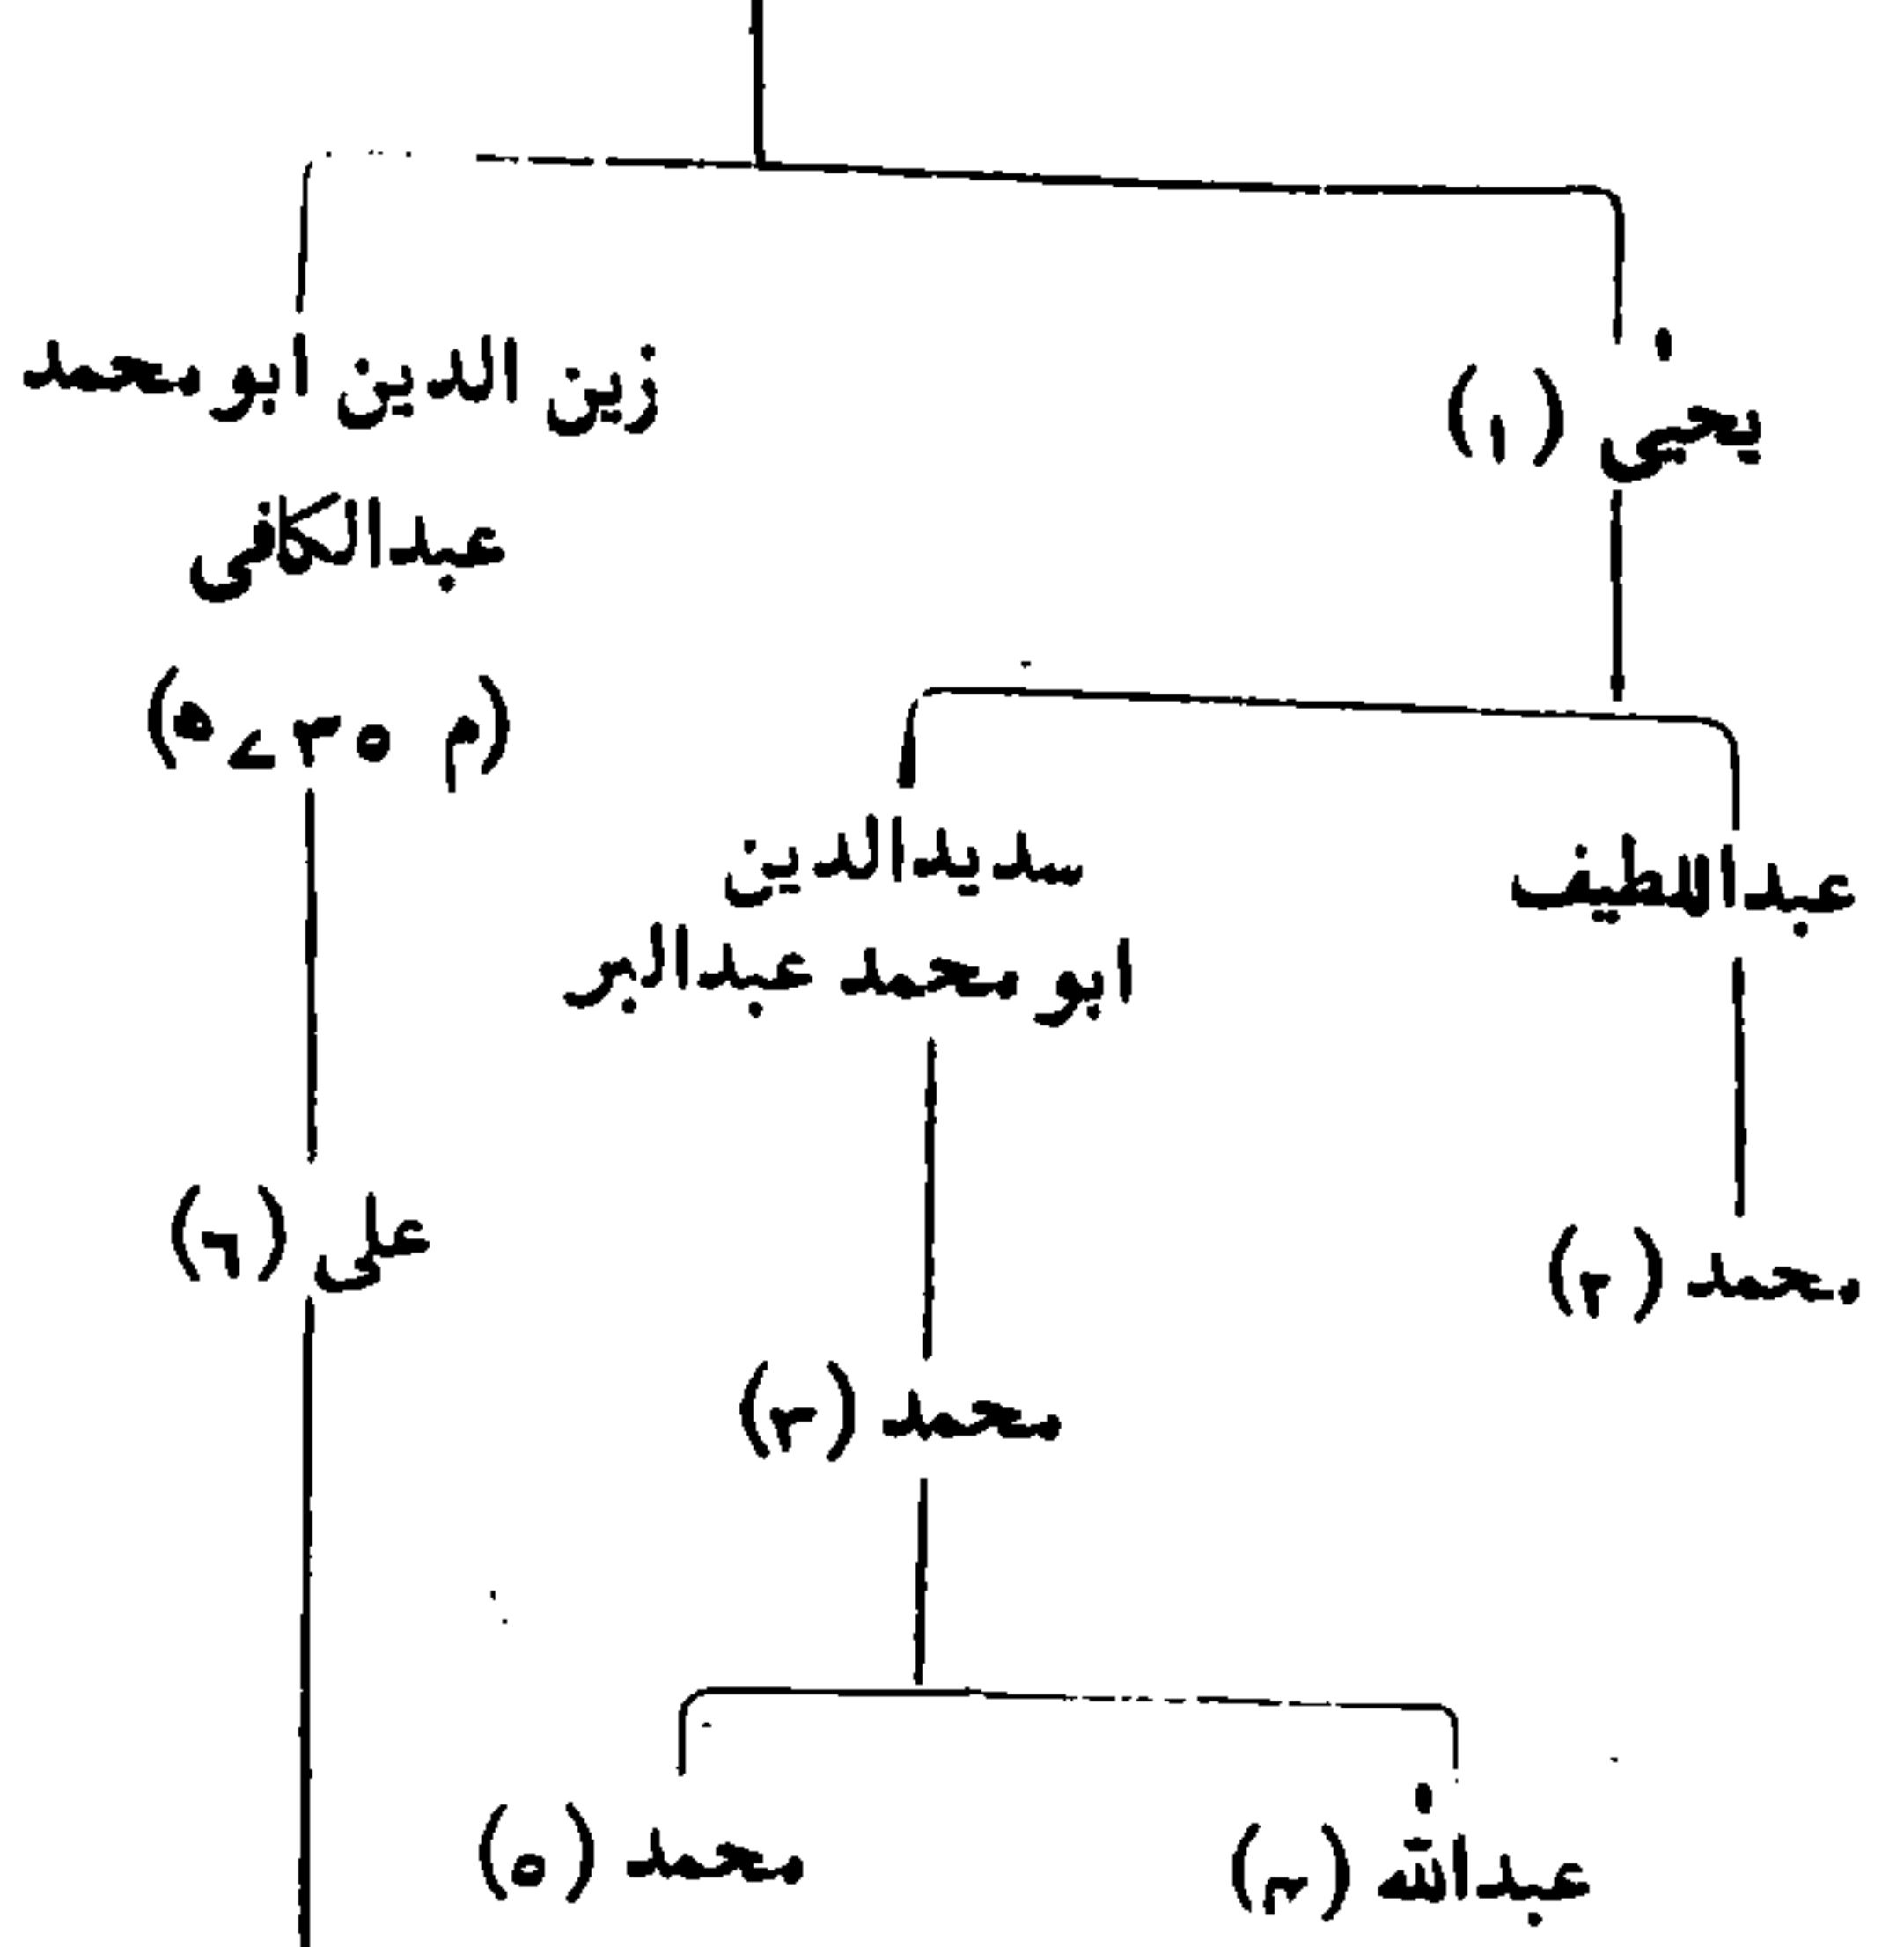 يحيى (١)
زين الدين ابو محمد
عبدالكافى
(م ٧٣٥ ه)
عبداللطيف
سديدالدين
ابو محمد عبدالبر
محمد (٢)
على (٦)
محمد (٣)
عبدالله (٤)
محمد (٥)